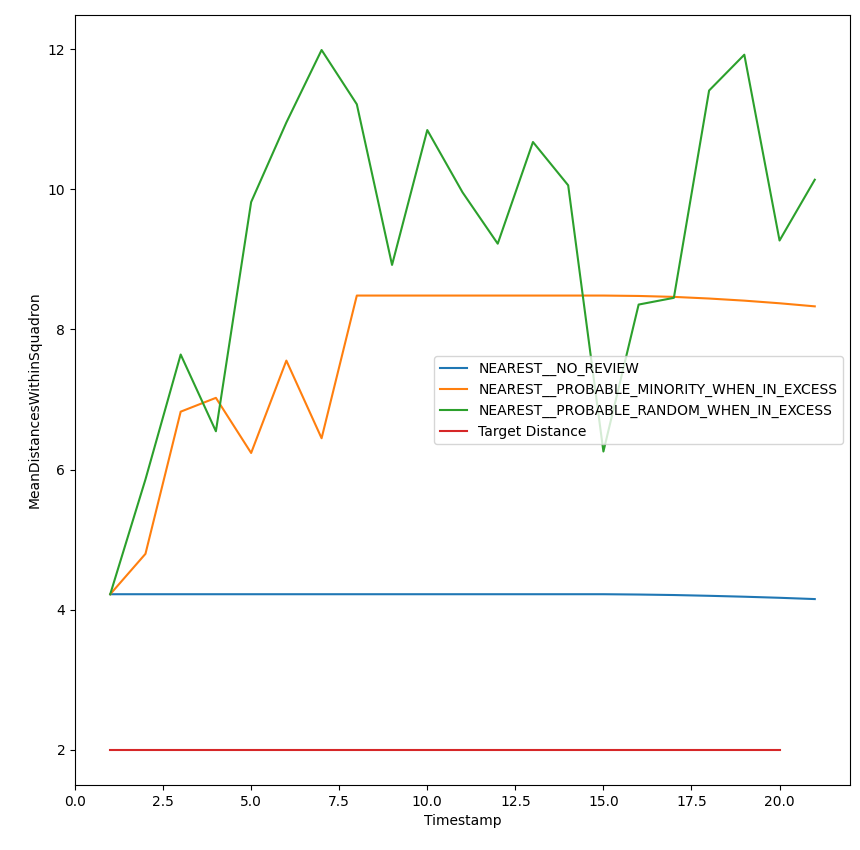 12
10
8
6
4
2
MeanDistancesWithinSquadron
NEAREST__NO_REVIEW
NEAREST__PROBABLE_MINORITY_WHEN_IN_EXCESS
NEAREST__PROBABLE_RANDOM_WHEN_IN_EXCESS
Target Distance
0.0 2.5 5.0 7.5 10.0 12.5 15.0 17.5 20.0
Timestamp